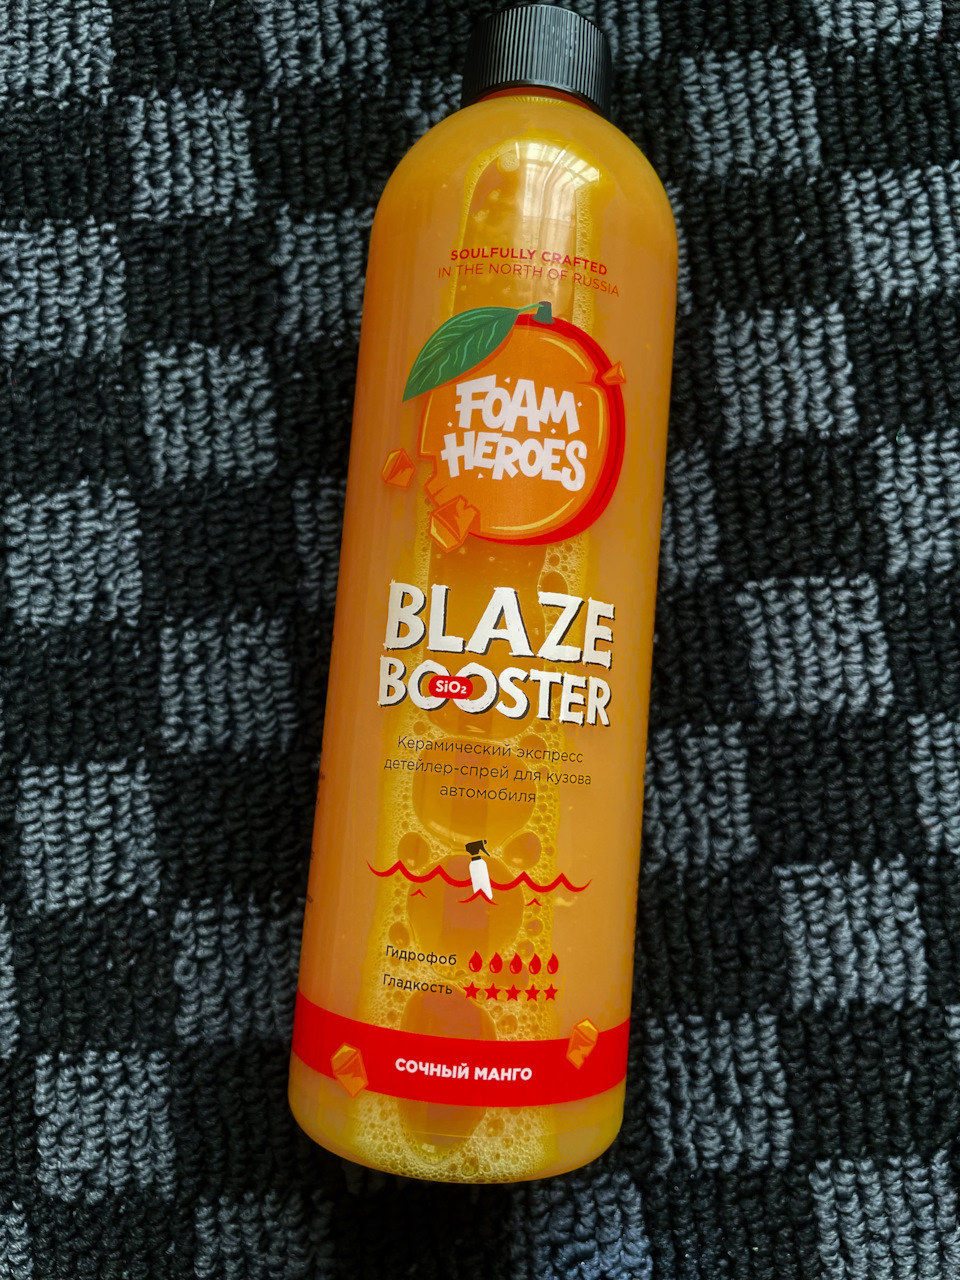 SOULFULLY CRAFTED
IN THE NORTH OF RUSSIA
FOAM
HEROES
BLAZE
BOOSTER
SiO₂
Керамический экспресс
детейлер-спрей для кузова
автомобиля
Гидрофоб
Гладкость
СОЧНЫЙ МАНГО